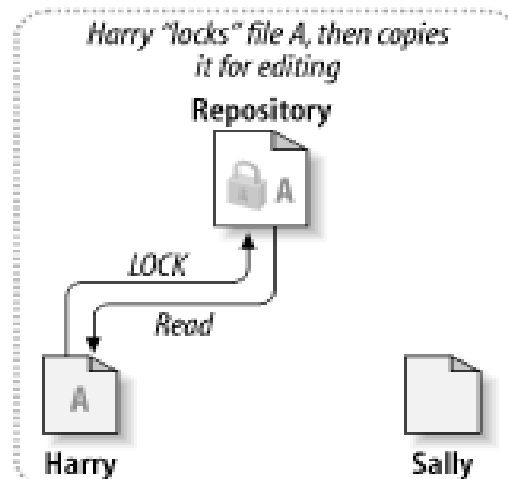 Harry "locks" file A, then copies
it for editing
Repository
A
LOCK
Read
A
Harry
Sally